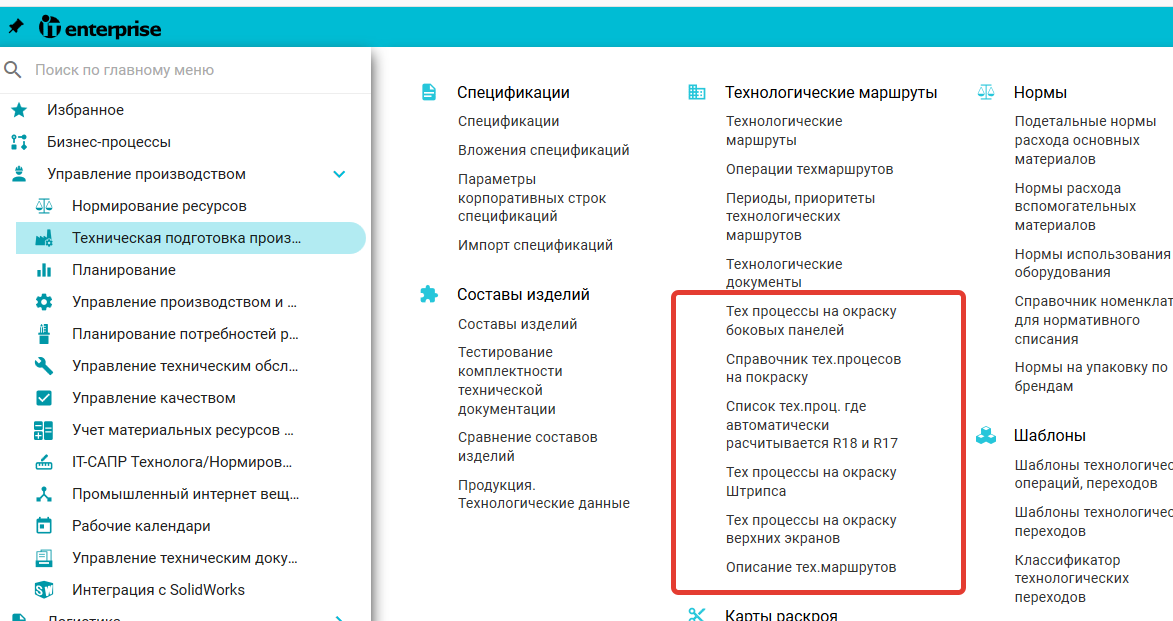 enterprise
Поиск по главному меню
Избранное
Бизнес-процессы
Управление производством
Нормирование ресурсов
Техническая подготовка произ...
Планирование
Управление производством и ...
Планирование потребностей р...
Управление техническим обсл...
Управление качеством
Учет материальных ресурсов ...
IT-САПР Технолога/Нормиров...
Промышленный интернет вещ...
Рабочие календари
Управление техническим доку...
Интеграция с SolidWorks
Логистика
Спецификации
Спецификации
Вложения спецификаций
Параметры
корпоративных строк
спецификаций
Импорт спецификаций
Составы изделий
Составы изделий
Тестирование
комплектности
технической
документации
Сравнение составов
изделий
Продукция.
Технологические данные
Технологические маршруты
Технологические
маршруты
Операции техмаршрутов
Периоды, приоритеты
технологических
маршрутов
Технологические
документы
Тех процессы на окраску
боковых панелей
Справочник тех.процесов
на покраску
Список тех.проц. где
автоматически
расчитывается R18 и R17
Тех процессы на окраску
Штрипса
Тех процессы на окраску
верхних экранов
Описание тех.маршрутов
Карты раскроя
Нормы
Подетальные нормы
расхода основных
материалов
Нормы расхода
вспомогательных
материалов
Нормы использования
оборудования
Справочник номенклат
для нормативного
списания
Нормы на упаковку по
брендам
Шаблоны
Шаблоны технологичес
операций, переходов
Шаблоны технологичес
переходов
Классификатор
технологических
переходов